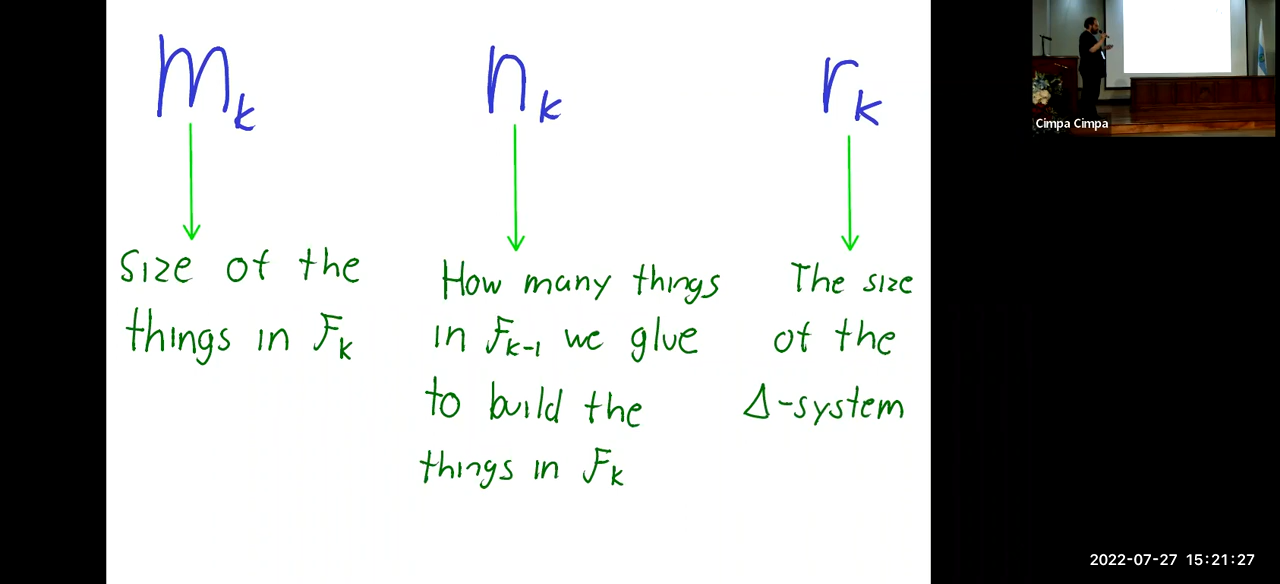 m_k
n_k
r_k
Size of the
things in F_k
How many things
in F_{k-1} we glue
to build the
things in F_k
The size
of the
Δ-system
Cimpa Cimpa
2022-07-27 15:21:27